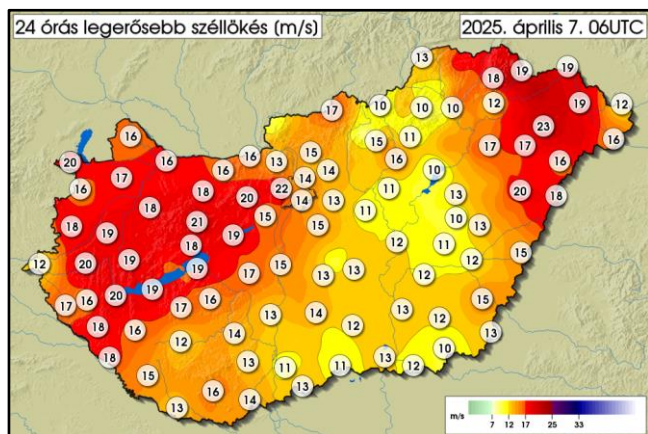 24 órás legerősebb széllökés (m/s)
2025. április 7. 06UTC
13
18 19 19
17 10 10 10 12 19 12
16 23
20 16 16 16 13 15 15 11 17 17 16 16
17 14 14 16 10
16 18 20 22 14 13 11 13 20 18
18 18 21 15 15 11 10 13
19 18 19 12 11 15
12 20 19 19 17 15 13 13 12 12
17 16 20 19 17 16 15
18 16 12 14 13 14 12 13 12 13
18 15 13 11 11 13 12 10
16 13 14 13
m/s 7 12 17 25 33